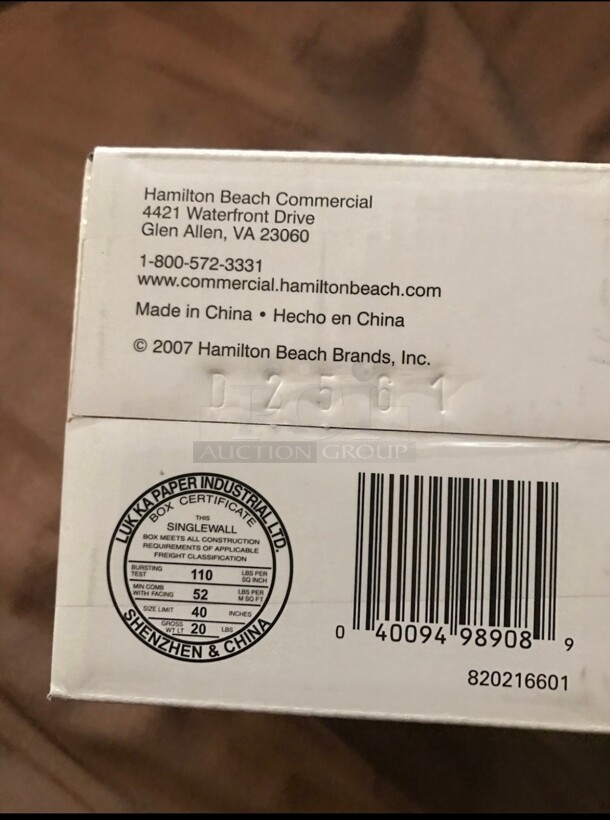 Hamilton Beach Commercial
4421 Waterfront Drive
Glen Allen, VA 23060
1-800-572-3331
www.commercial.hamiltonbeach.com
Made in China • Hecho en China
© 2007 Hamilton Beach Brands, Inc.
D 2 5 6 1
AUCTION GROUP
LUK KA PAPER INDUSTRIAL LTD.
BOX CERTIFICATE
THIS
SINGLEWALL
BOX MEETS ALL CONSTRUCTION
REQUIREMENTS OF APPLICABLE
FREIGHT CLASSIFICATION
BURSTING TEST 110 LBS PER SQ INCH
MIN COMB WITH FACING 52 LBS PER M SQ FT
SIZE LIMIT 40 INCHES
GROSS WT LT 20 LBS
SHENZHEN & CHINA
0 40094 98908 9
820216601